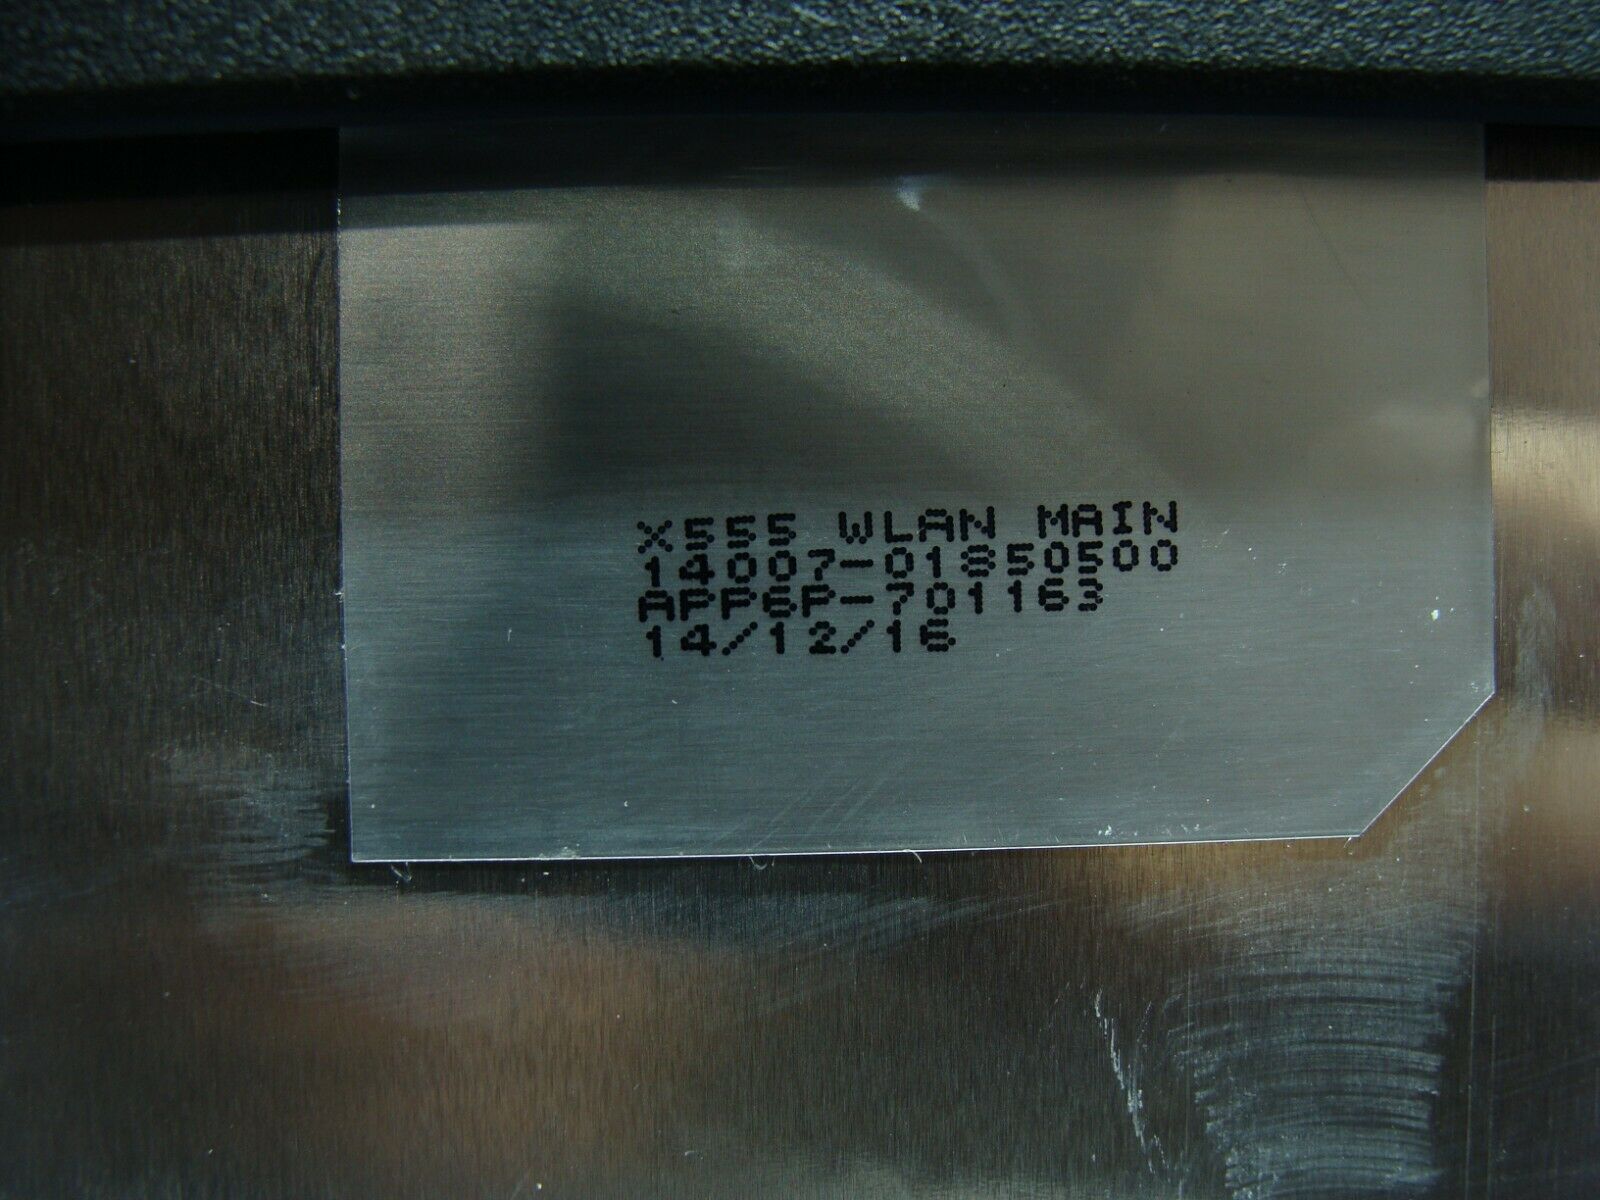 X555 WLAN MAIN
14007-01850500
APP6P-701163
14/12/16